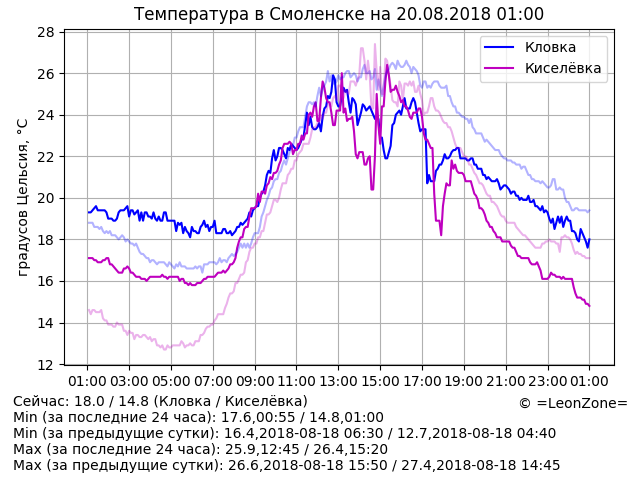 Температура в Смоленске на 20.08.2018 01:00
Кловка
Киселёвка
градусов Цельсия, °C
28
26
24
22
20
18
16
14
12
01:00 03:00 05:00 07:00 09:00 11:00 13:00 15:00 17:00 19:00 21:00 23:00 01:00
Сейчас: 18.0 / 14.8 (Кловка / Киселёвка)
© =LeonZone=
Min (за последние 24 часа): 17.6,00:55 / 14.8,01:00
Min (за предыдущие сутки): 16.4,2018-08-18 06:30 / 12.7,2018-08-18 04:40
Max (за последние 24 часа): 25.9,12:45 / 26.4,15:20
Max (за предыдущие сутки): 26.6,2018-08-18 15:50 / 27.4,2018-08-18 14:45